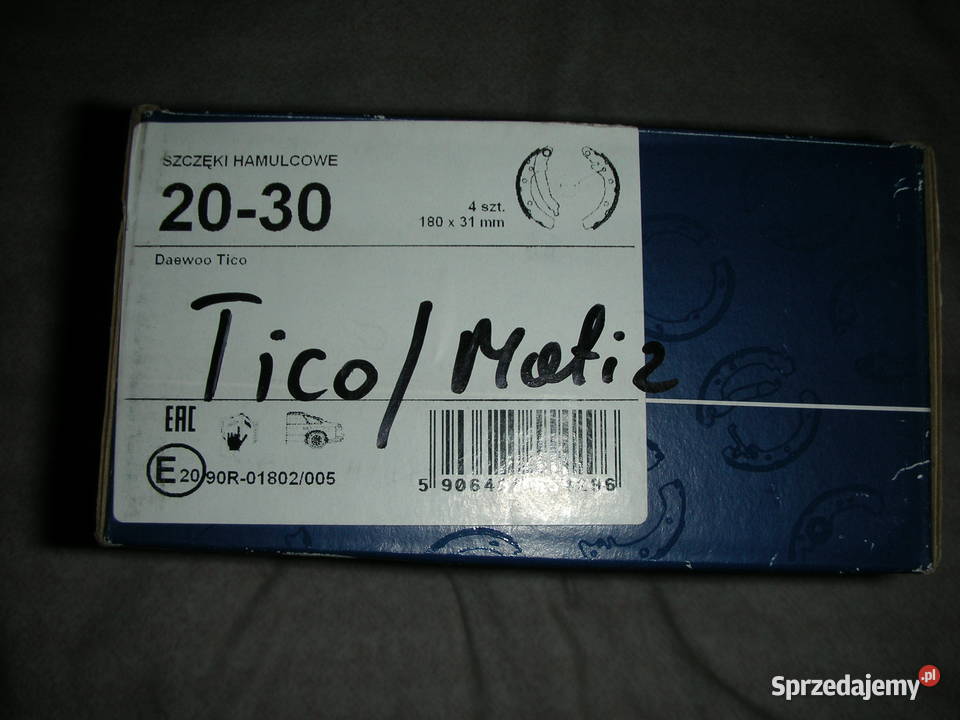 SZCZĘKI HAMULCOWE
20-30
4 szt.
180 x 31 mm
Daewoo Tico
Tico/Matiz
EAC
E 20 90R-01802/005
Sprzedajemy.pl